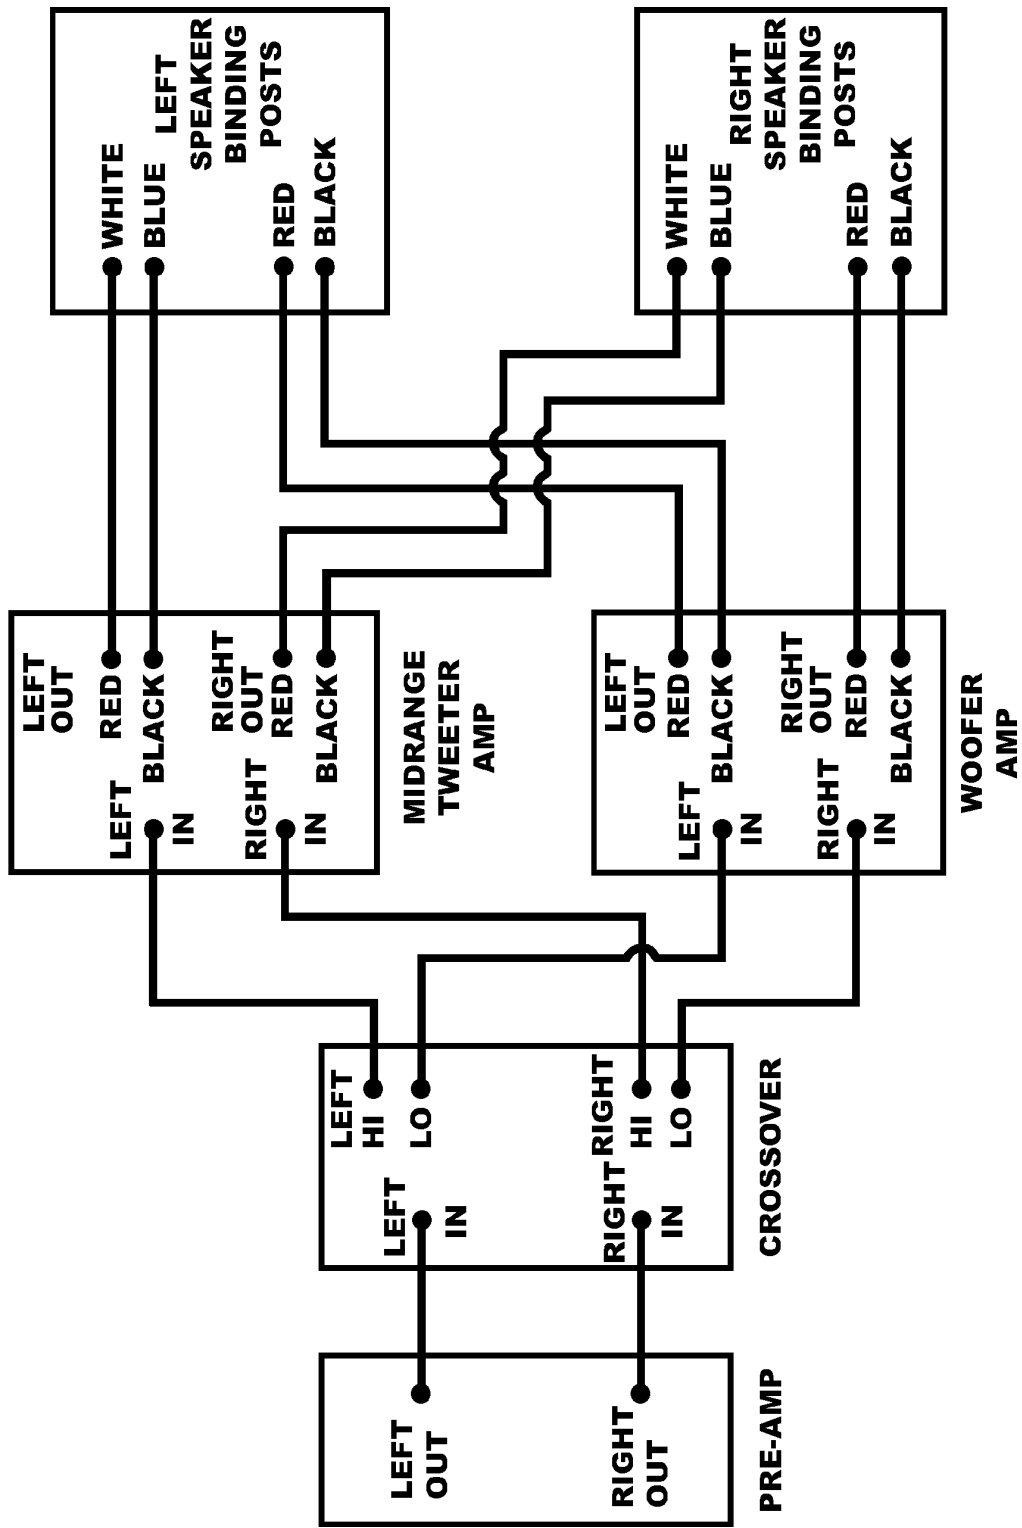 LEFT
SPEAKER
BINDING
POSTS
WHITE
BLUE
RED
BLACK
RIGHT
SPEAKER
BINDING
POSTS
WHITE
BLUE
RED
BLACK
LEFT
OUT
RED
BLACK
RIGHT
OUT
RED
BLACK
LEFT
IN
RIGHT
IN
MIDRANGE
TWEETER
AMP
LEFT
OUT
RED
BLACK
RIGHT
OUT
RED
BLACK
LEFT
IN
RIGHT
IN
WOOFER
AMP
LEFT
HI
LO
RIGHT
HI
LO
LEFT
IN
RIGHT
IN
CROSSOVER
LEFT
OUT
RIGHT
OUT
PRE-AMP